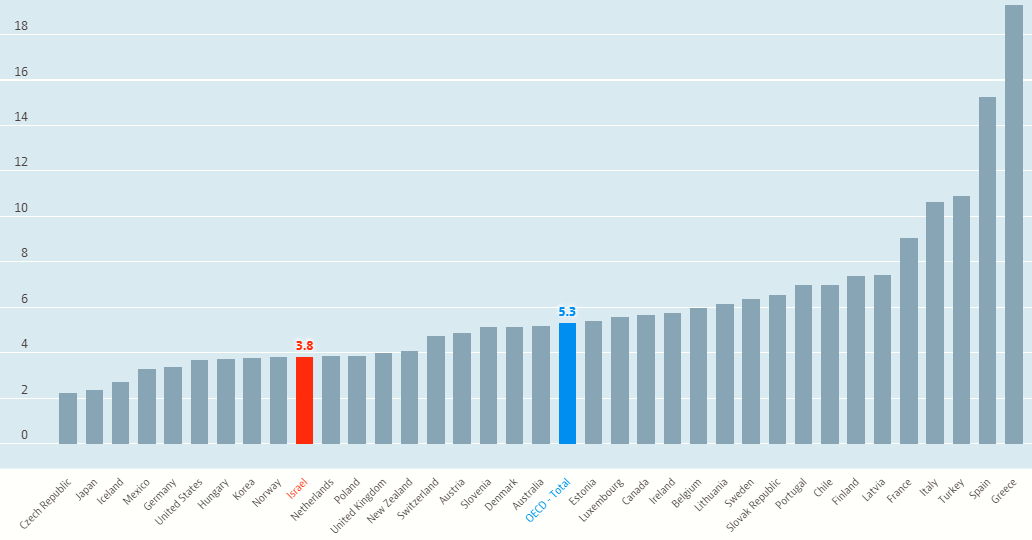 18
16
14
12
10
8
6
4
2
0
3.8
5.3
Czech Republic
Japan
Iceland
Mexico
Germany
United States
Hungary
Korea
Norway
Israel
Netherlands
Poland
United Kingdom
New Zealand
Switzerland
Austria
Slovenia
Denmark
Australia
OECD - Total
Estonia
Luxembourg
Canada
Ireland
Belgium
Lithuania
Sweden
Slovak Republic
Portugal
Chile
Finland
Latvia
France
Italy
Turkey
Spain
Greece